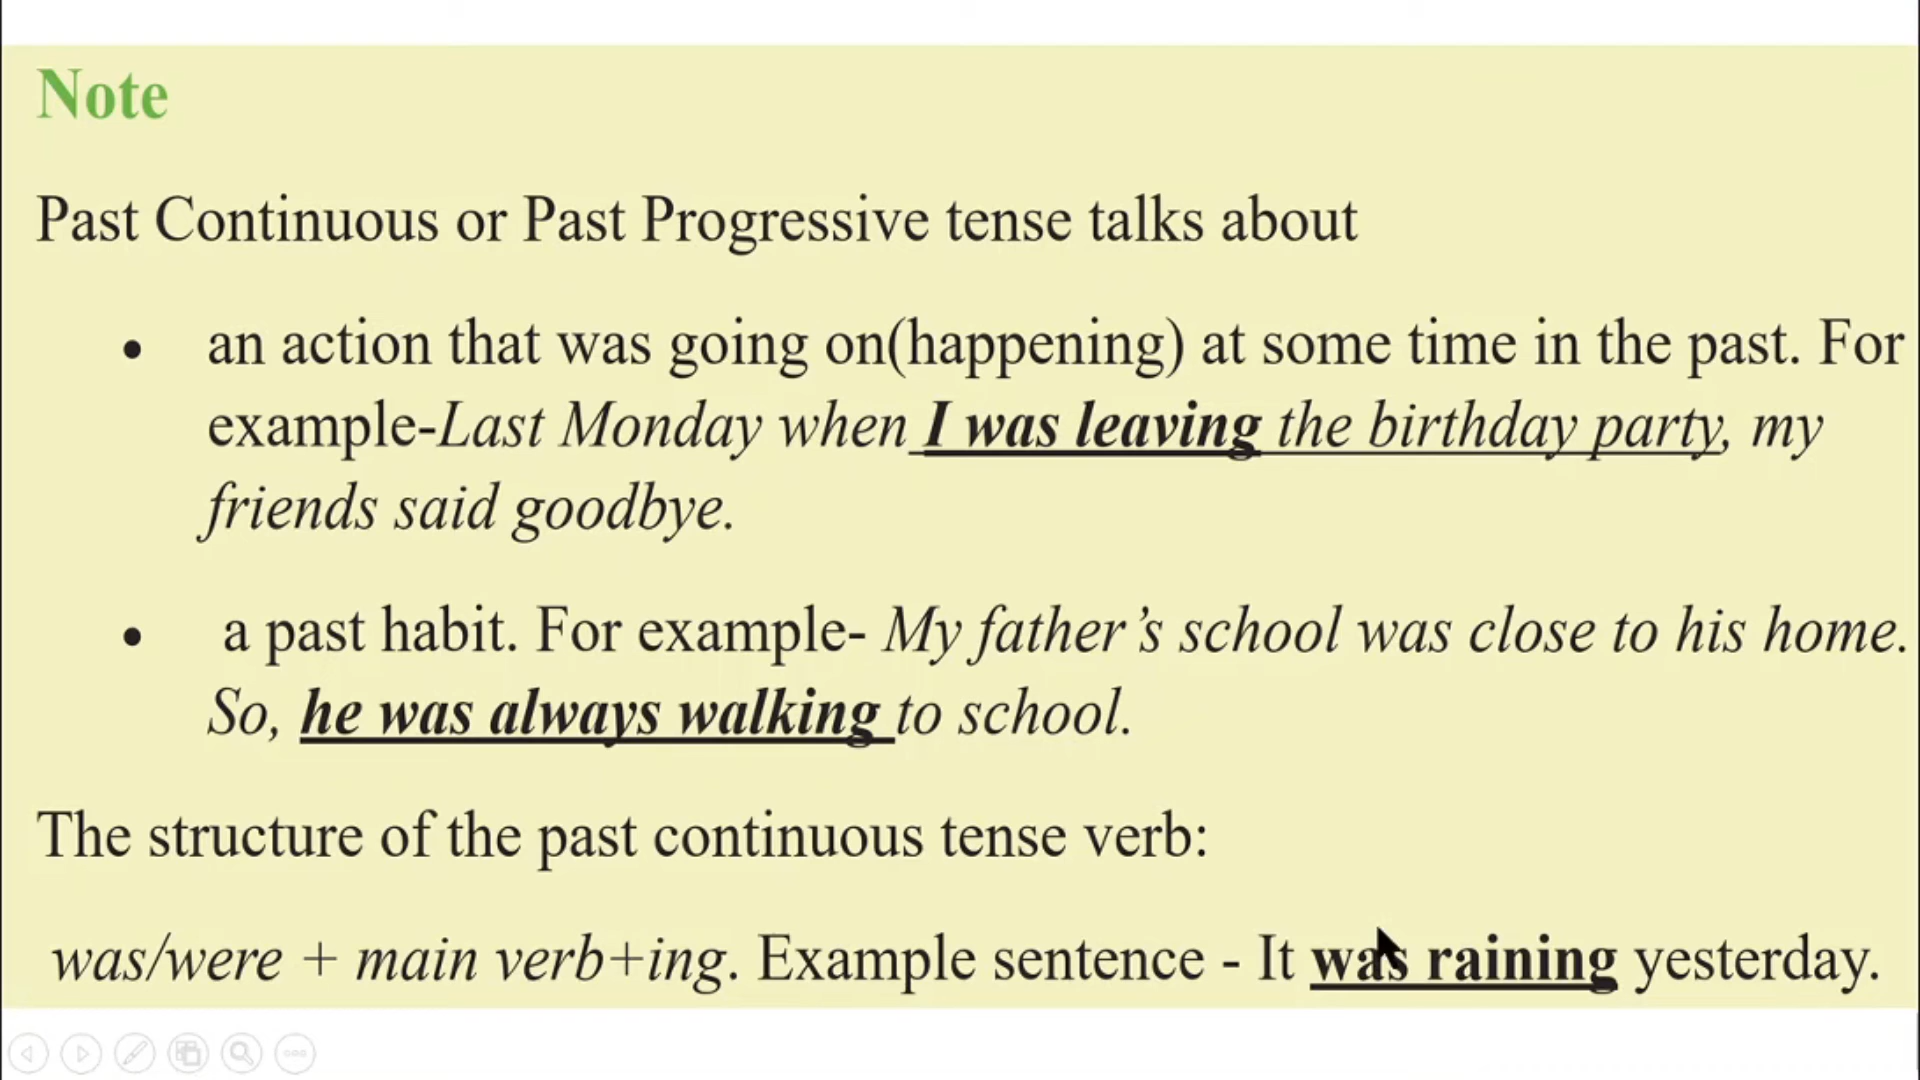 Note
Past Continuous or Past Progressive tense talks about
• an action that was going on(happening) at some time in the past. For
example-Last Monday when I was leaving the birthday party, my
friends said goodbye.
• a past habit. For example- My father’s school was close to his home.
So, he was always walking to school.
The structure of the past continuous tense verb:
was/were + main verb+ing. Example sentence - It was raining yesterday.